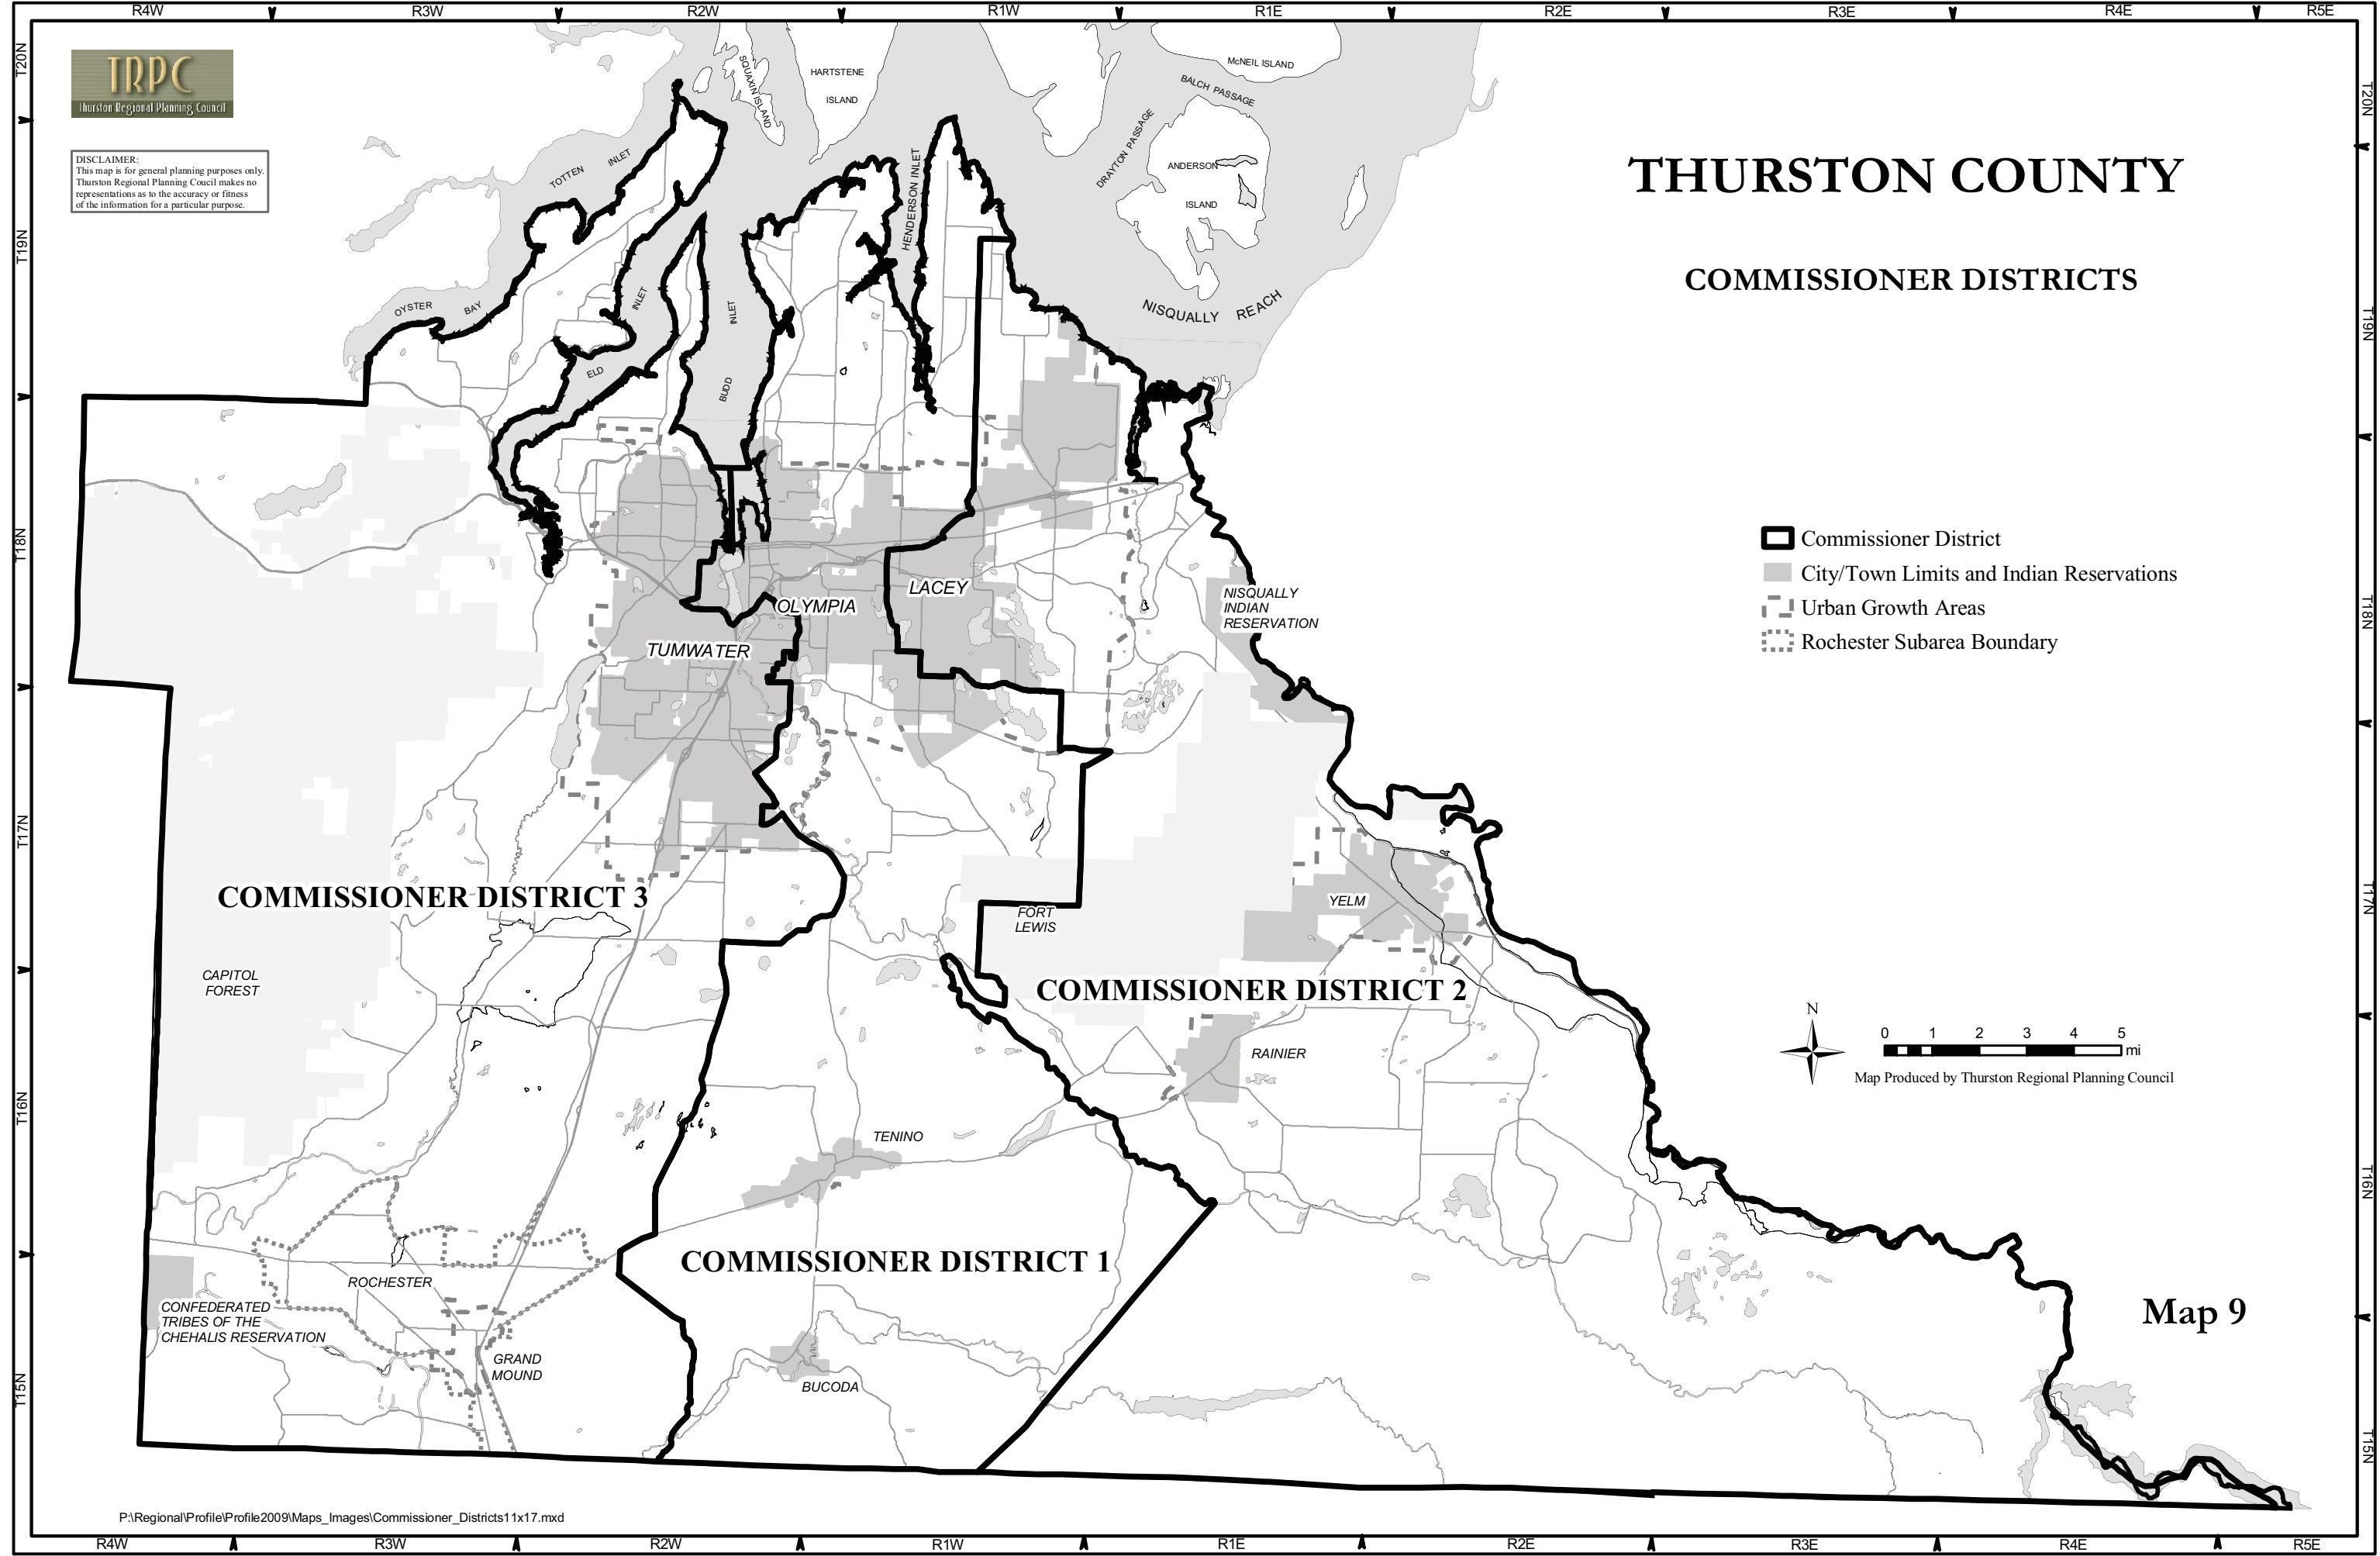 R4W R3W R2W R1W R1E R2E R3E R4E R5E
T20N
T19N
T18N
T17N
T16N
T15N
T20N
T19N
T18N
T17N
T16N
T15N
TRPC
Thurston Regional Planning Council
DISCLAIMER:
This map is for general planning purposes only.
Thurston Regional Planning Coucil makes no
representations as to the accuracy or fitness
of the information for a particular purpose.
THURSTON COUNTY
COMMISSIONER DISTRICTS
SQUAXIN ISLAND
HARTSTENE
ISLAND
McNEIL ISLAND
BALCH PASSAGE
DRAYTON PASSAGE
ANDERSON
ISLAND
TOTTEN INLET
HENDERSON INLET
OYSTER BAY
ELD INLET
BUDD INLET
NISQUALLY REACH
Commissioner District
City/Town Limits and Indian Reservations
Urban Growth Areas
Rochester Subarea Boundary
LACEY
OLYMPIA
TUMWATER
NISQUALLY
INDIAN
RESERVATION
COMMISSIONER DISTRICT 3
YELM
FORT
LEWIS
CAPITOL
FOREST
COMMISSIONER DISTRICT 2
RAINIER
N
0 1 2 3 4 5
mi
Map Produced by Thurston Regional Planning Council
TENINO
COMMISSIONER DISTRICT 1
ROCHESTER
CONFEDERATED
TRIBES OF THE
CHEHALIS RESERVATION
GRAND
MOUND
BUCODA
Map 9
P:\Regional\Profile\Profile2009\Maps_Images\Commissioner_Districts11x17.mxd
R4W R3W R2W R1W R1E R2E R3E R4E R5E